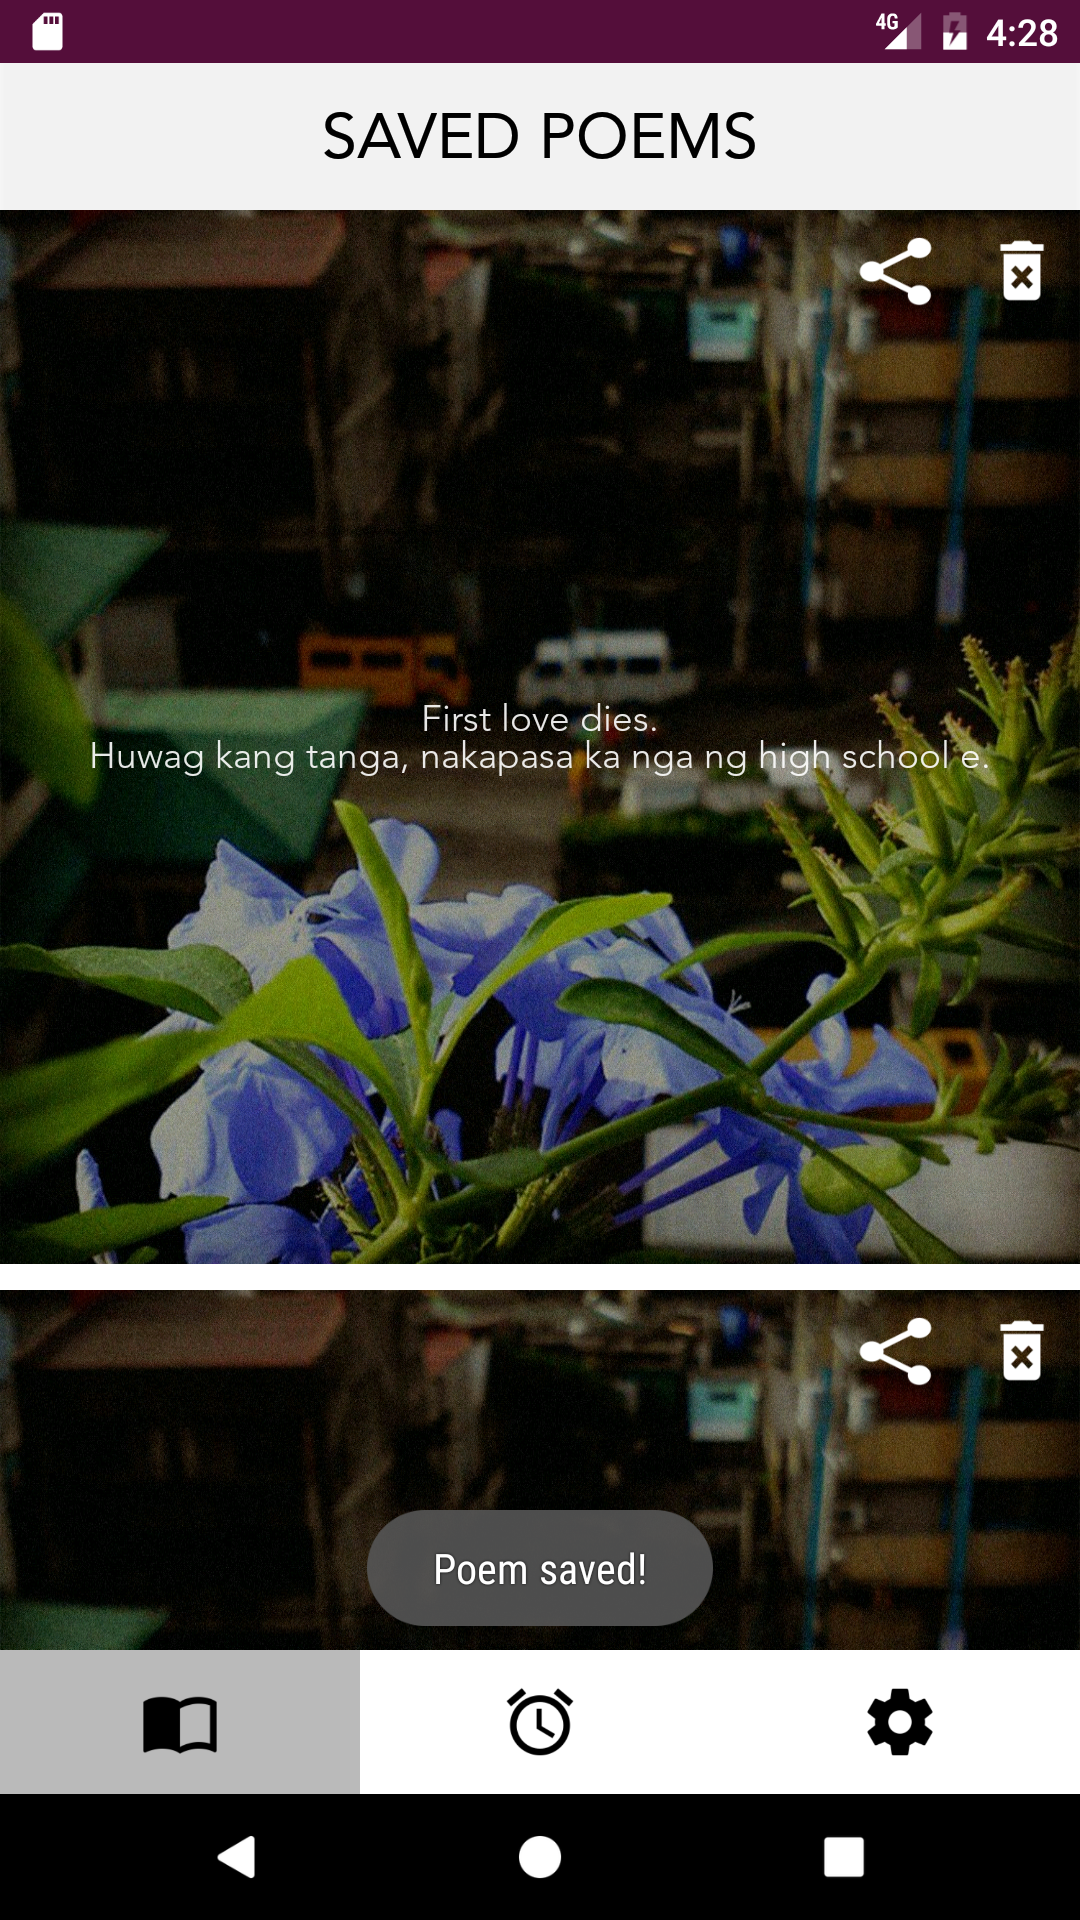 4G 4:28
SAVED POEMS
First love dies.
Huwag kang tanga, nakapasa ka nga ng high school e.
Poem saved!